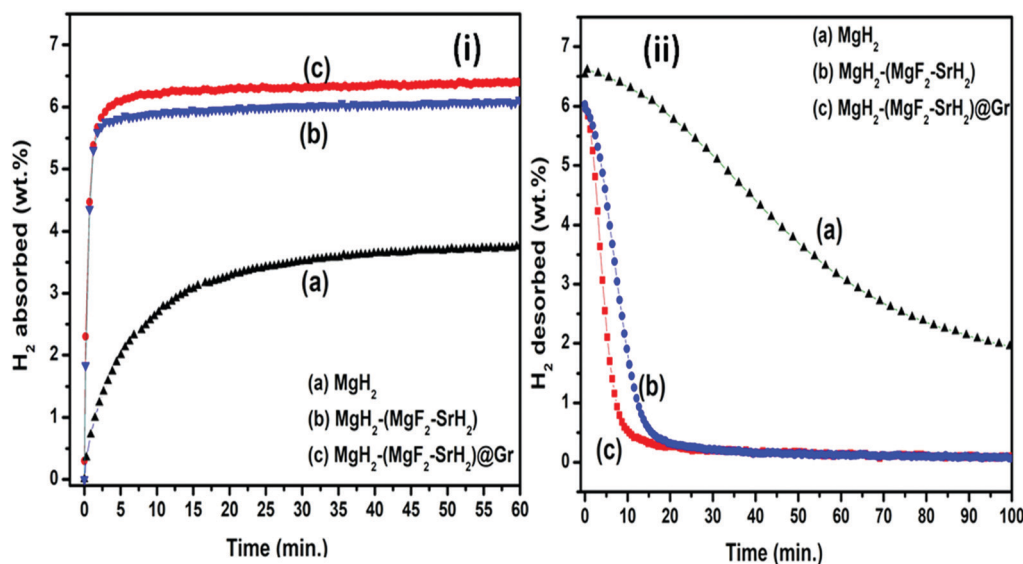 7
6
5
4
3
2
1
0
H₂ absorbed (wt.%)
(i)
(c)
(b)
(a)
(a) MgH₂
(b) MgH₂-(MgF₂-SrH₂)
(c) MgH₂-(MgF₂-SrH₂)@Gr
0 5 10 15 20 25 30 35 40 45 50 55 60
Time (min.)
7
6
5
4
3
2
1
0
H₂ desorbed (wt.%)
(ii)
(a) MgH₂
(b) MgH₂-(MgF₂-SrH₂)
(c) MgH₂-(MgF₂-SrH₂)@Gr
(a)
(b)
(c)
0 10 20 30 40 50 60 70 80 90 100
Time (min.)